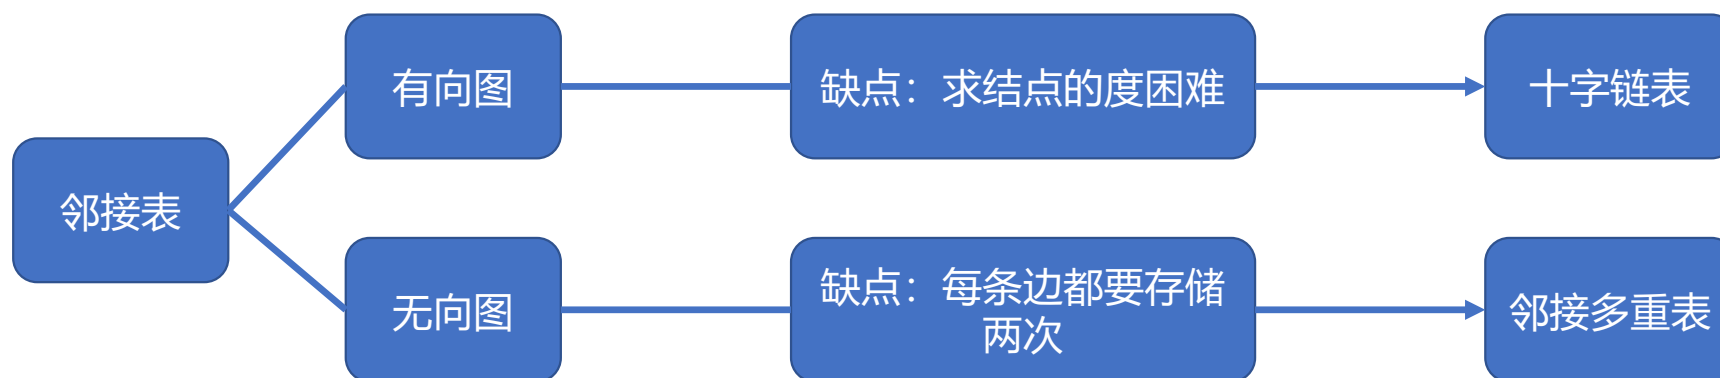 邻接表
有向图
缺点：求结点的度困难
十字链表
无向图
缺点：每条边都要存储
两次
邻接多重表